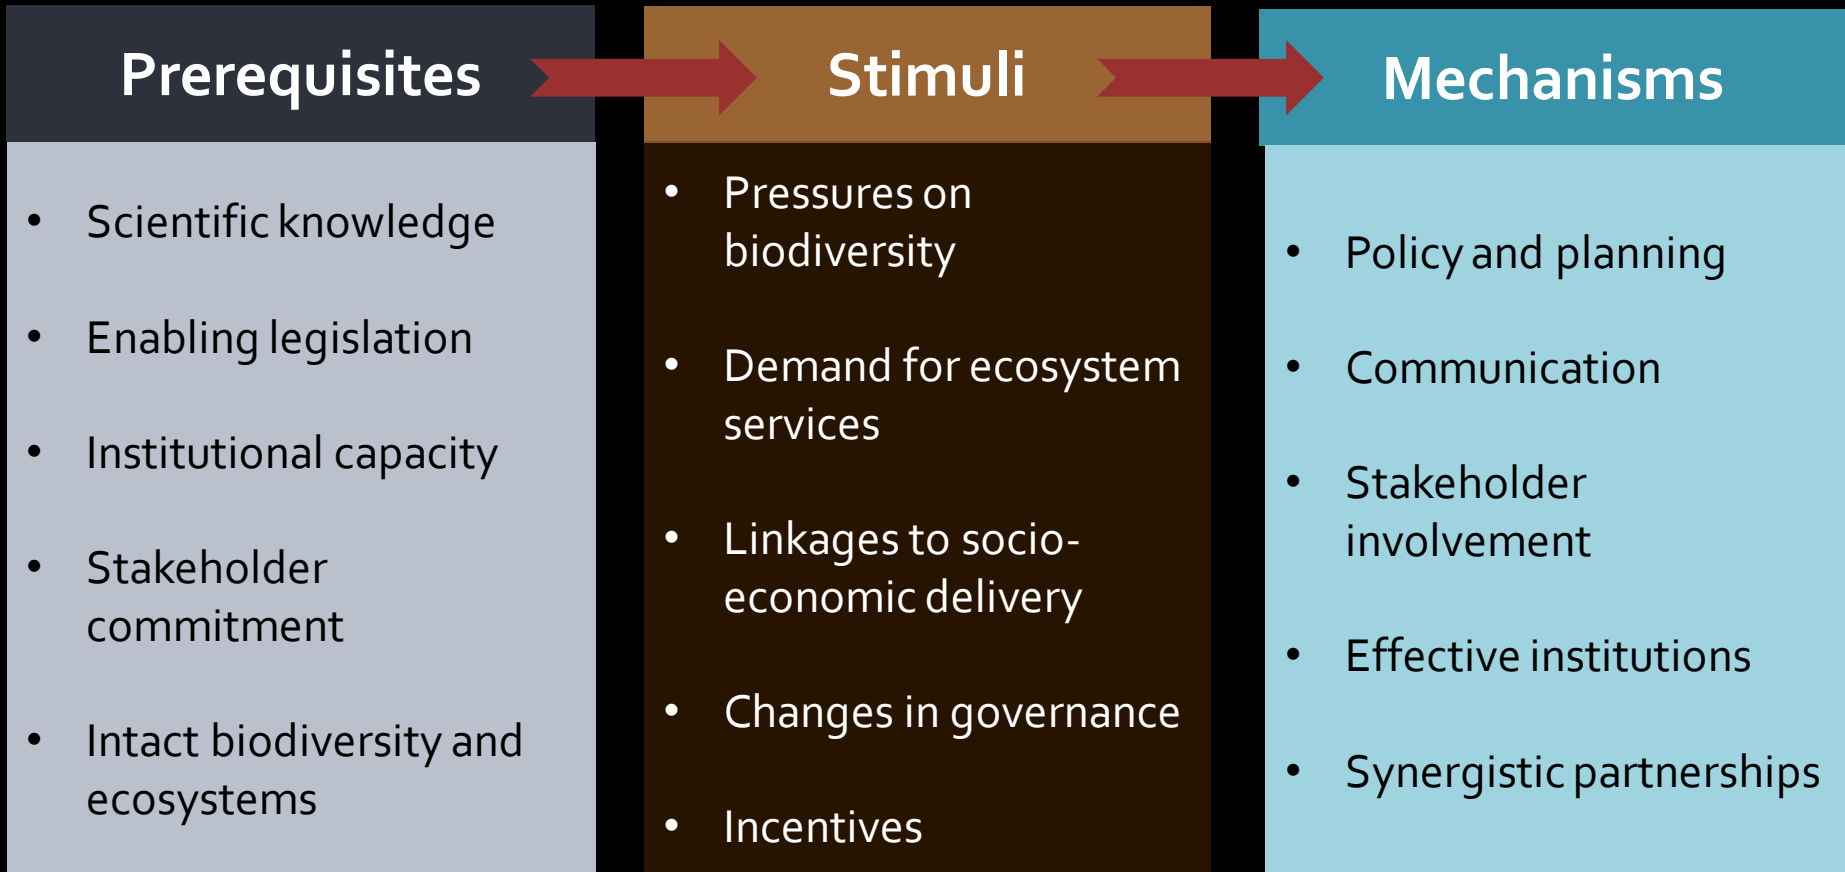 Prerequisites
• Scientific knowledge
• Enabling legislation
• Institutional capacity
• Stakeholder
commitment
• Intact biodiversity and
ecosystems
Stimuli
• Pressures on
biodiversity
• Demand for ecosystem
services
• Linkages to socio-
economic delivery
• Changes in governance
• Incentives
Mechanisms
• Policy and planning
• Communication
• Stakeholder
involvement
• Effective institutions
• Synergistic partnerships